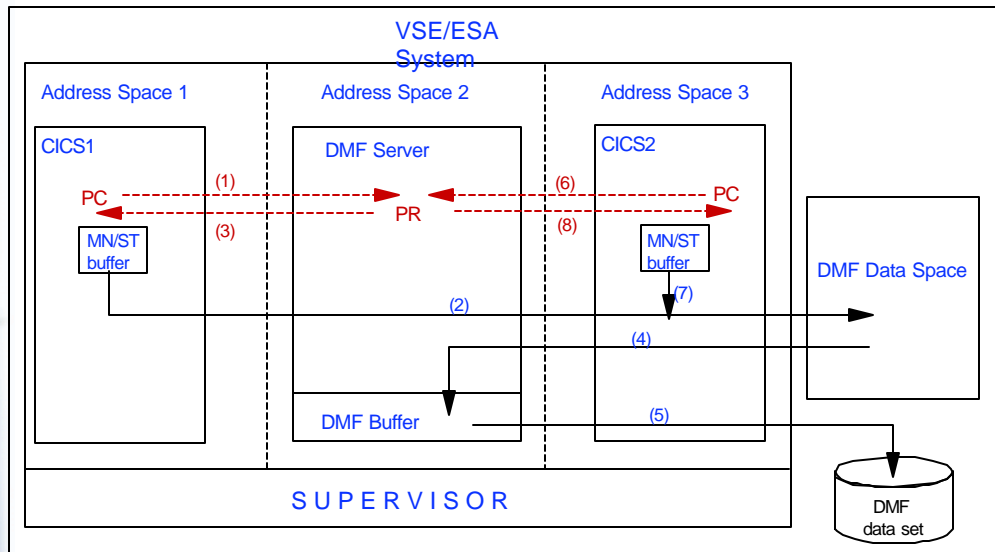 VSE/ESA
System
Address Space 1
Address Space 2
Address Space 3
CICS1
DMF Server
CICS2
(1)
(6)
PC
PR
PC
(3)
(8)
MN/ST
buffer
MN/ST
buffer
DMF Data Space
(7)
(2)
(4)
DMF Buffer
(5)
SUPERVISOR
DMF
data set